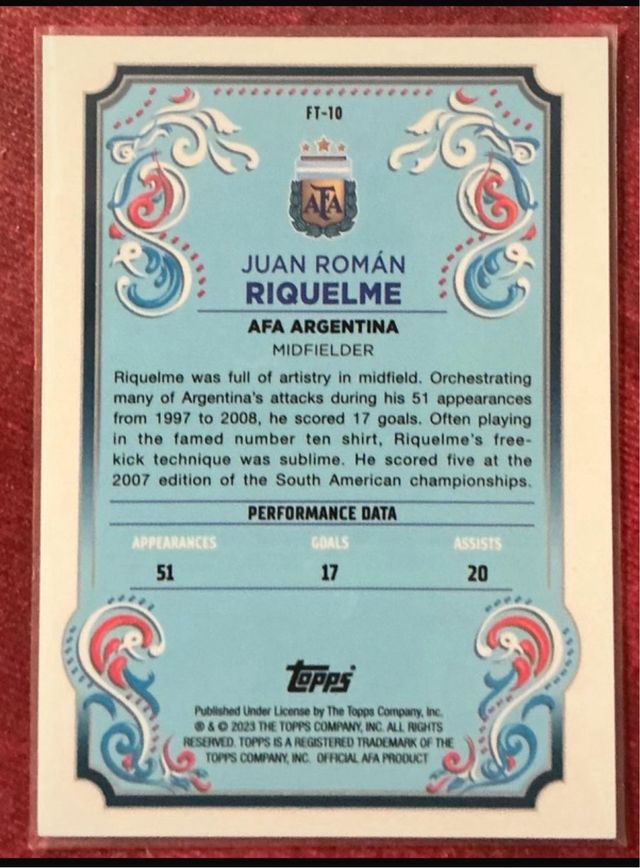 FT-10
AFA
JUAN ROMÁN
RIQUELME
AFA ARGENTINA
MIDFIELDER
Riquelme was full of artistry in midfield. Orchestrating
many of Argentina's attacks during his 51 appearances
from 1997 to 2008, he scored 17 goals. Often playing
in the famed number ten shirt, Riquelme's free-
kick technique was sublime. He scored five at the
2007 edition of the South American championships.
PERFORMANCE DATA
APPEARANCES GOALS ASSISTS
51 17 20
topps
Published Under License by The Topps Company, Inc.
® & © 2023 THE TOPPS COMPANY, INC. ALL RIGHTS
RESERVED. TOPPS IS A REGISTERED TRADEMARK OF THE
TOPPS COMPANY, INC. OFFICIAL AFA PRODUCT